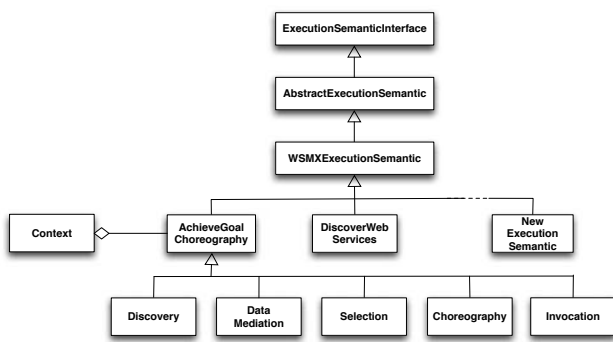 ExecutionSemanticInterface
AbstractExecutionSemantic
WSMXExecutionSemantic
Context
AchieveGoal
Choreography
DiscoverWeb
Services
New
Execution
Semantic
Discovery
Data
Mediation
Selection
Choreography
Invocation